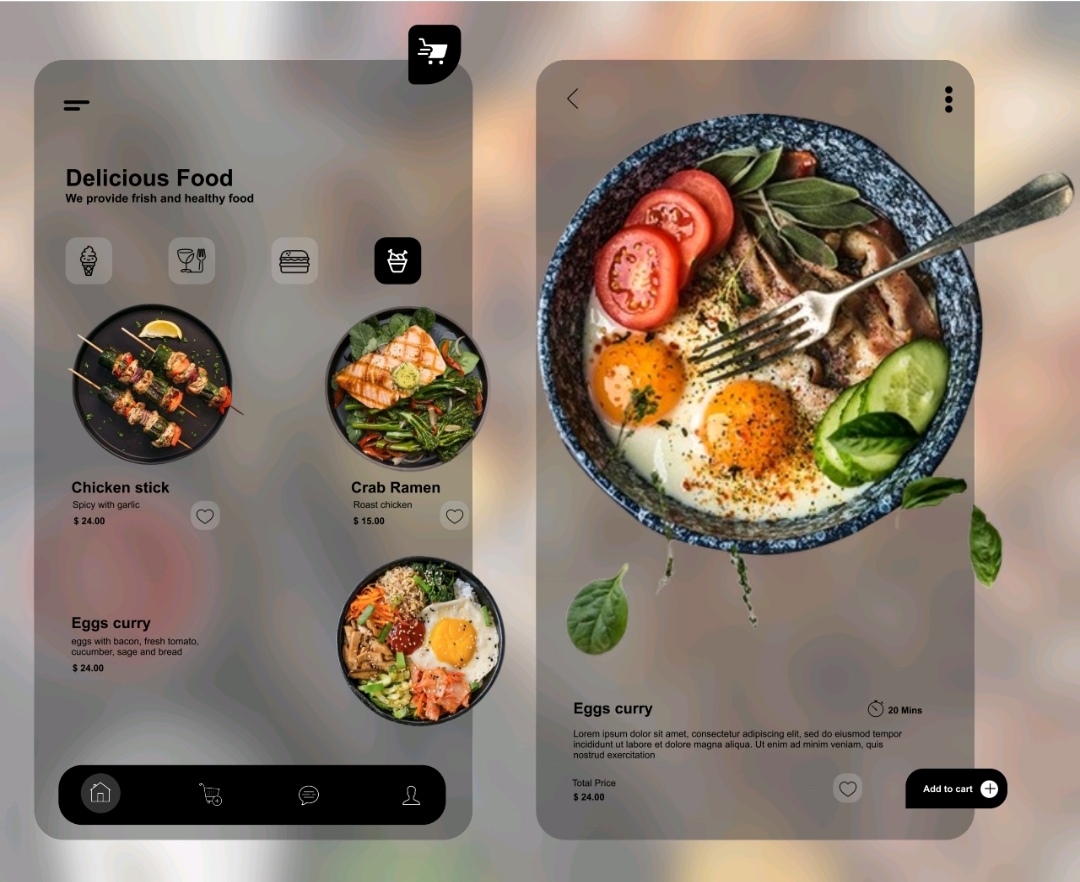 Delicious Food
We provide frish and healthy food
Chicken stick
Spicy with garlic
$ 24.00
Crab Ramen
Roast chicken
$ 15.00
Eggs curry
eggs with bacon, fresh tomato,
cucumber, sage and bread
$ 24.00
Eggs curry
20 Mins
Lorem ipsum dolor sit amet, consectetur adipiscing elit, sed do eiusmod tempor
incididunt ut labore et dolore magna aliqua. Ut enim ad minim veniam, quis
nostrud exercitation
Total Price
$ 24.00
Add to cart